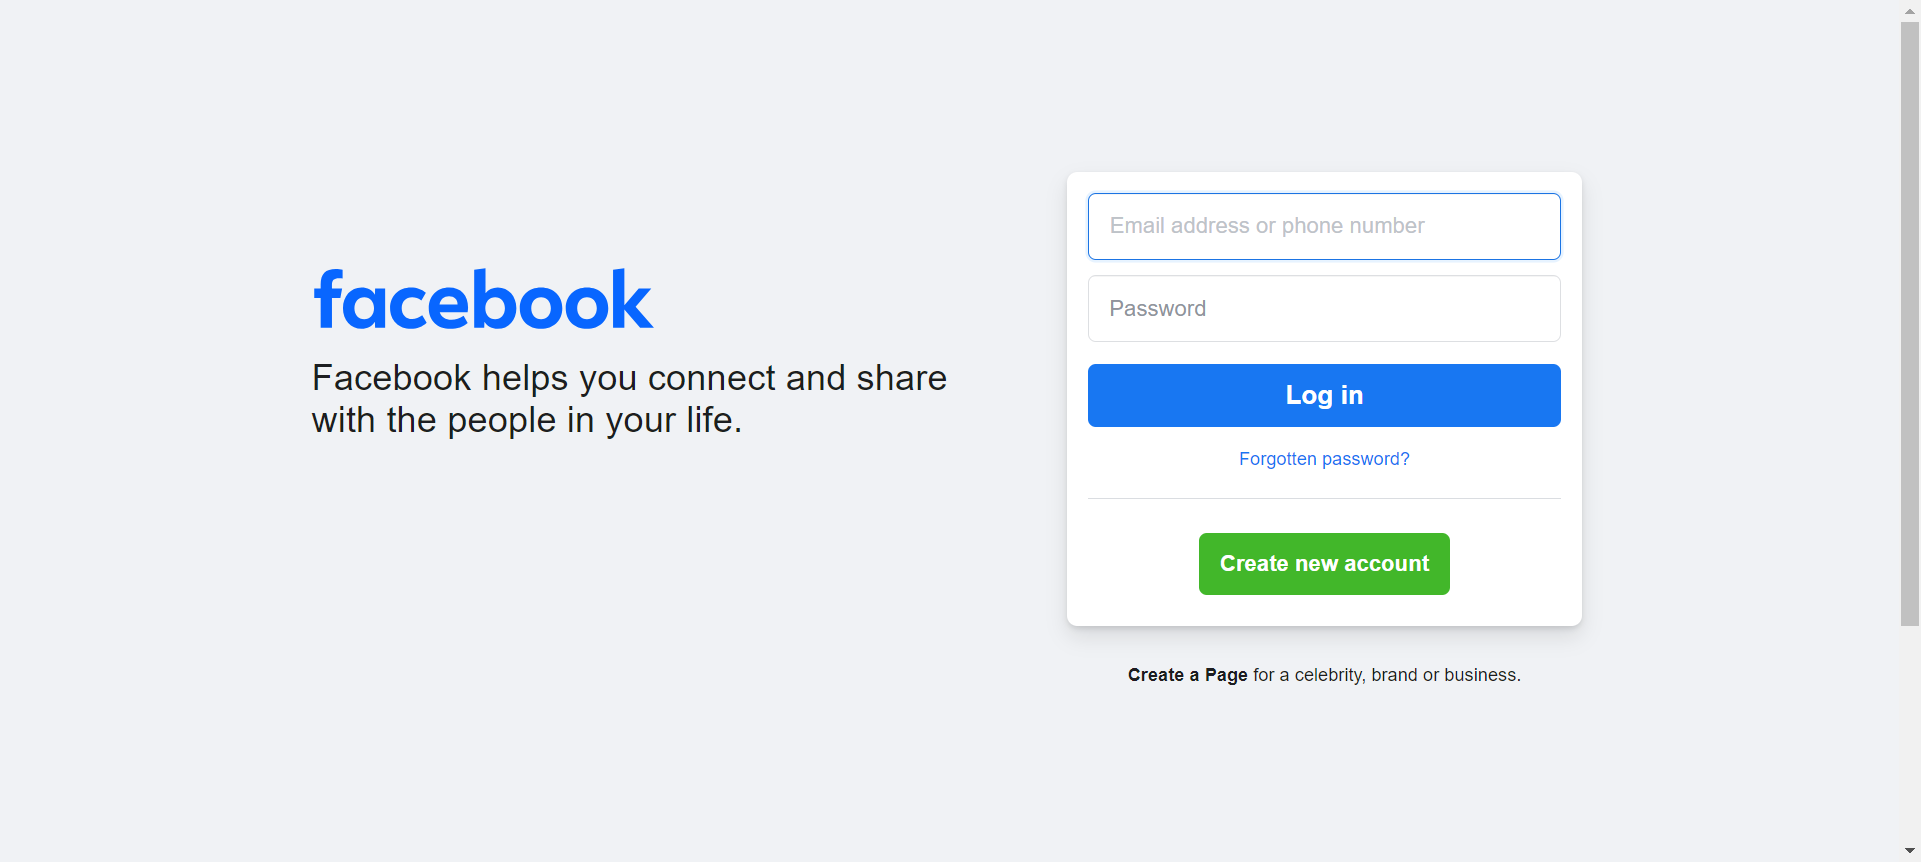 facebook
Facebook helps you connect and share
with the people in your life.
Email address or phone number
Password
Log in
Forgotten password?
Create new account
Create a Page for a celebrity, brand or business.